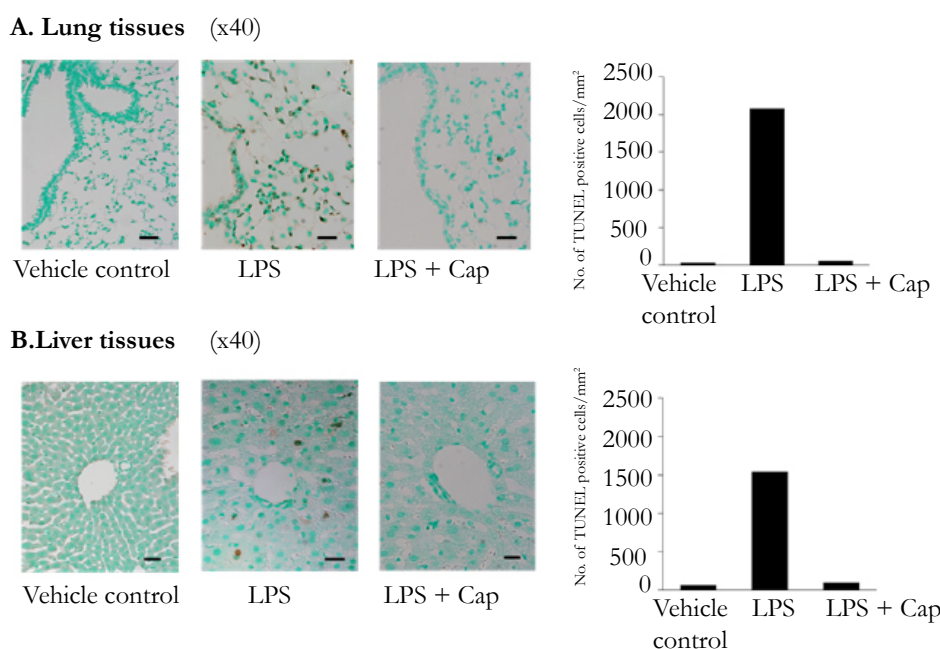 A. Lung tissues (x40)
Vehicle control
LPS
LPS + Cap
No. of TUNEL positive cells/mm²
2500
2000
1500
1000
500
0
Vehicle
control
LPS
LPS + Cap
B.Liver tissues (x40)
Vehicle control
LPS
LPS + Cap
No. of TUNEL positive cells/mm²
2500
2000
1500
1000
500
0
Vehicle
control
LPS
LPS + Cap